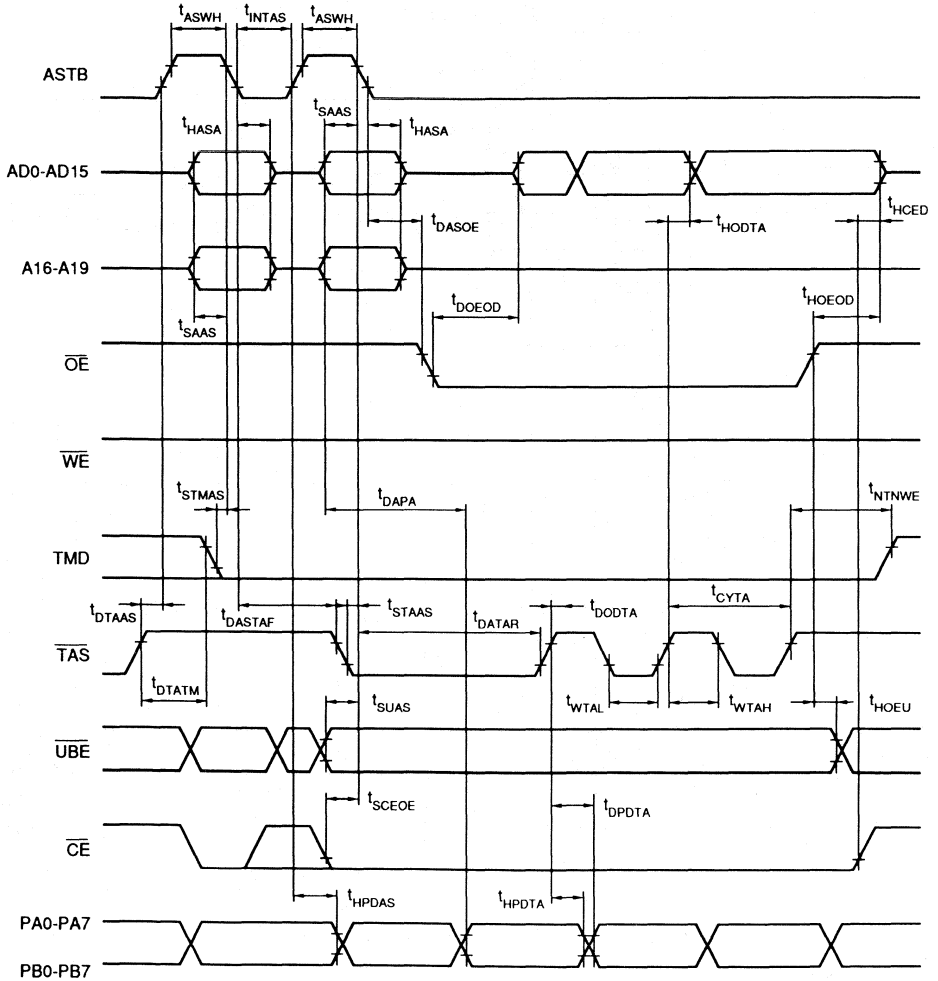 tASWH tINTAS tASWH
ASTB
tHASA tSAAS tHASA
AD0-AD15
tDASOE tHODTA tHCED
A16-A19
tSAAS tDOEOD tHOEOD
OE
WE
tSTMAS tDAPA tNTNWE
TMD
tDTAAS tDASTAF tSTAAS tDATAR tDODTA tCYTA
TAS
tDTATM tSUAS tWTAL tWTAH tHOEU
UBE
tSCEOE tDPDTA
CE
tHPDAS tHPDTA
PA0-PA7
PB0-PB7